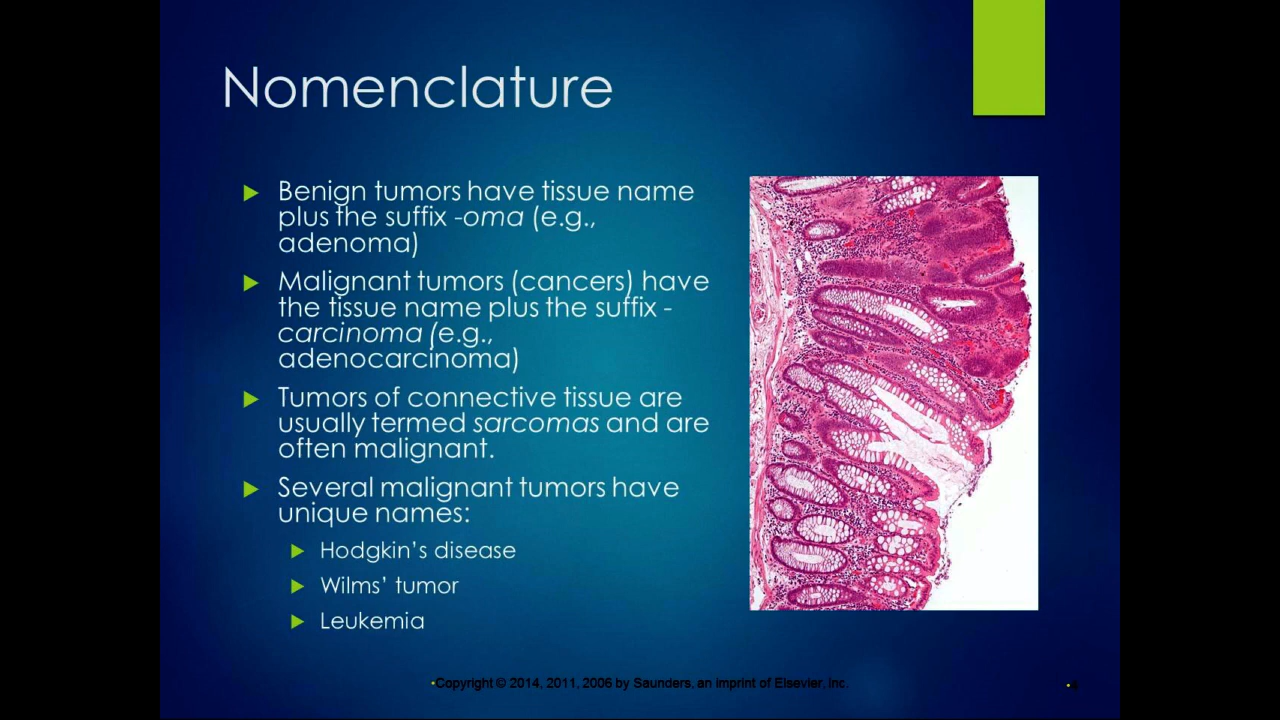 Nomenclature
Benign tumors have tissue name
plus the suffix -oma (e.g.,
adenoma)
Malignant tumors (cancers) have
the tissue name plus the suffix -
carcinoma (e.g.,
adenocarcinoma)
Tumors of connective tissue are
usually termed sarcomas and are
often malignant.
Several malignant tumors have
unique names:
Hodgkin’s disease
Wilms’ tumor
Leukemia
•Copyright © 2014, 2011, 2006 by Saunders, an imprint of Elsevier, Inc.